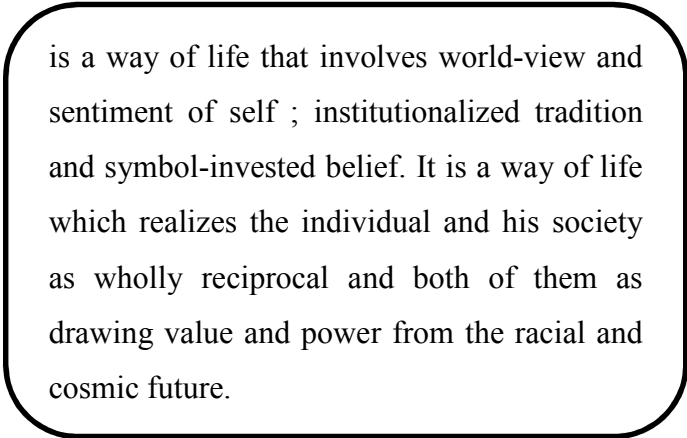 is a way of life that involves world-view and
sentiment of self ; institutionalized tradition
and symbol-invested belief. It is a way of life
which realizes the individual and his society
as wholly reciprocal and both of them as
drawing value and power from the racial and
cosmic future.